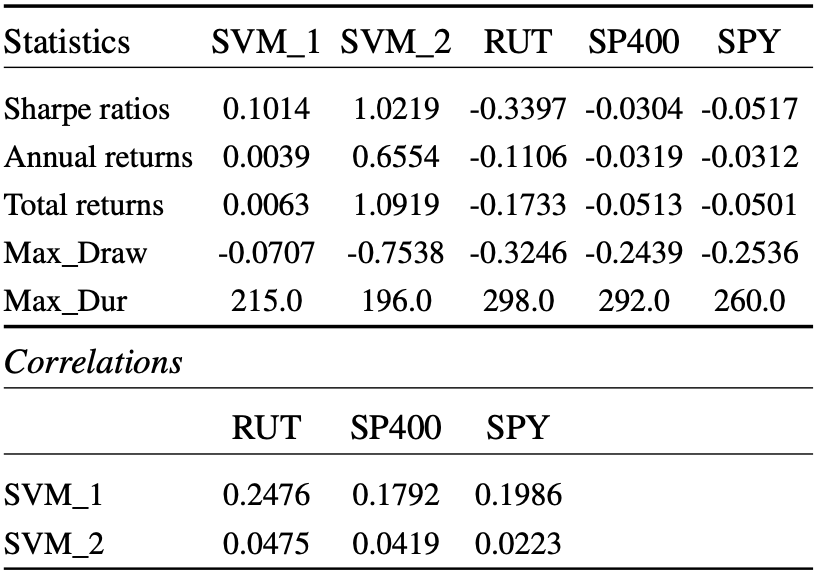 Statistics SVM_1 SVM_2 RUT SP400 SPY
Sharpe ratios 0.1014 1.0219 -0.3397 -0.0304 -0.0517
Annual returns 0.0039 0.6554 -0.1106 -0.0319 -0.0312
Total returns 0.0063 1.0919 -0.1733 -0.0513 -0.0501
Max_Draw -0.0707 -0.7538 -0.3246 -0.2439 -0.2536
Max_Dur 215.0 196.0 298.0 292.0 260.0
Correlations
RUT SP400 SPY
SVM_1 0.2476 0.1792 0.1986
SVM_2 0.0475 0.0419 0.0223